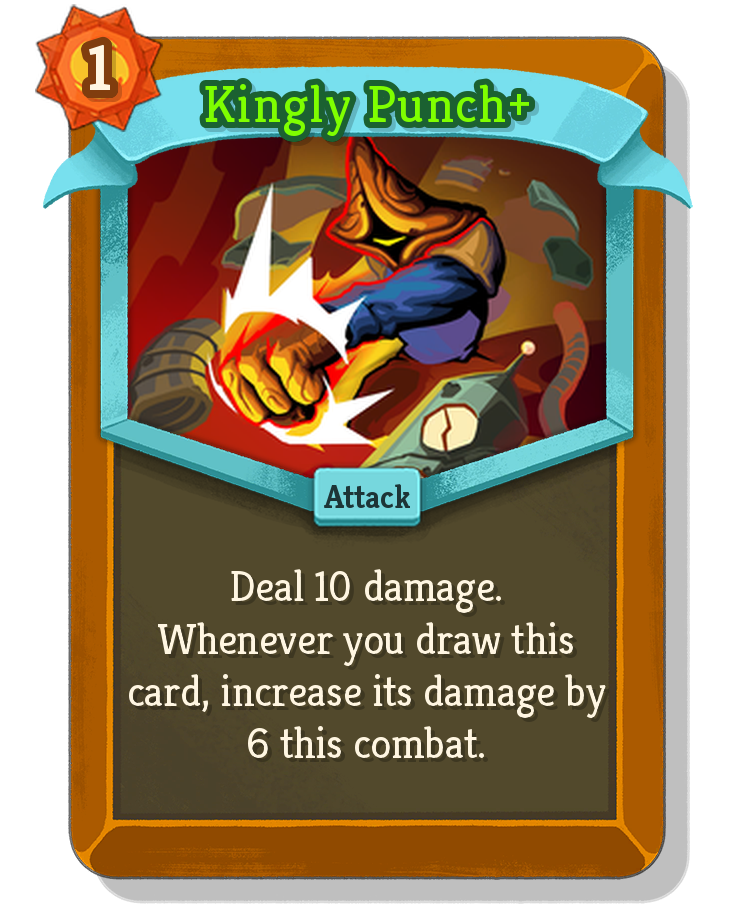 1
Kingly Punch+
Attack
Deal 10 damage.
Whenever you draw this
card, increase its damage by
6 this combat.